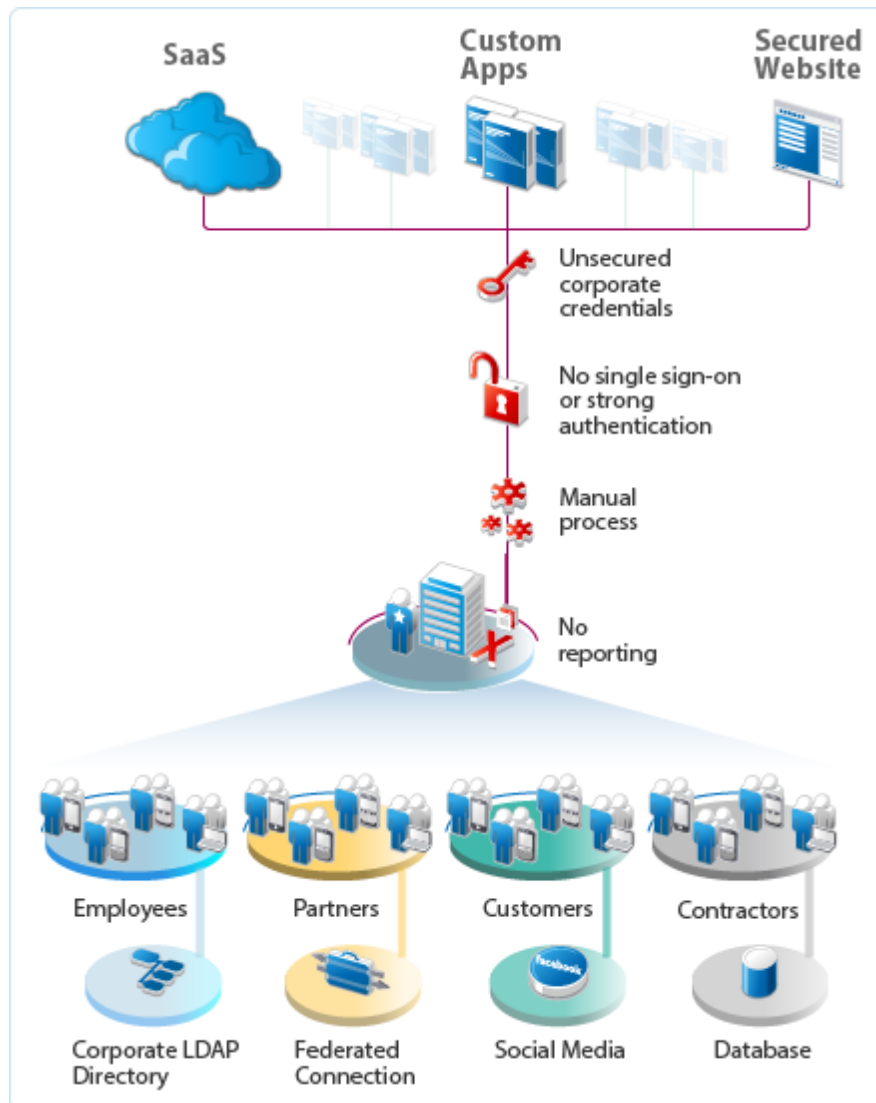 SaaS
Custom
Apps
Secured
Website
Unsecured
corporate
credentials
No single sign-on
or strong
authentication
Manual
process
No
reporting
Employees
Partners
Customers
Contractors
facebook
Corporate LDAP
Directory
Federated
Connection
Social Media
Database